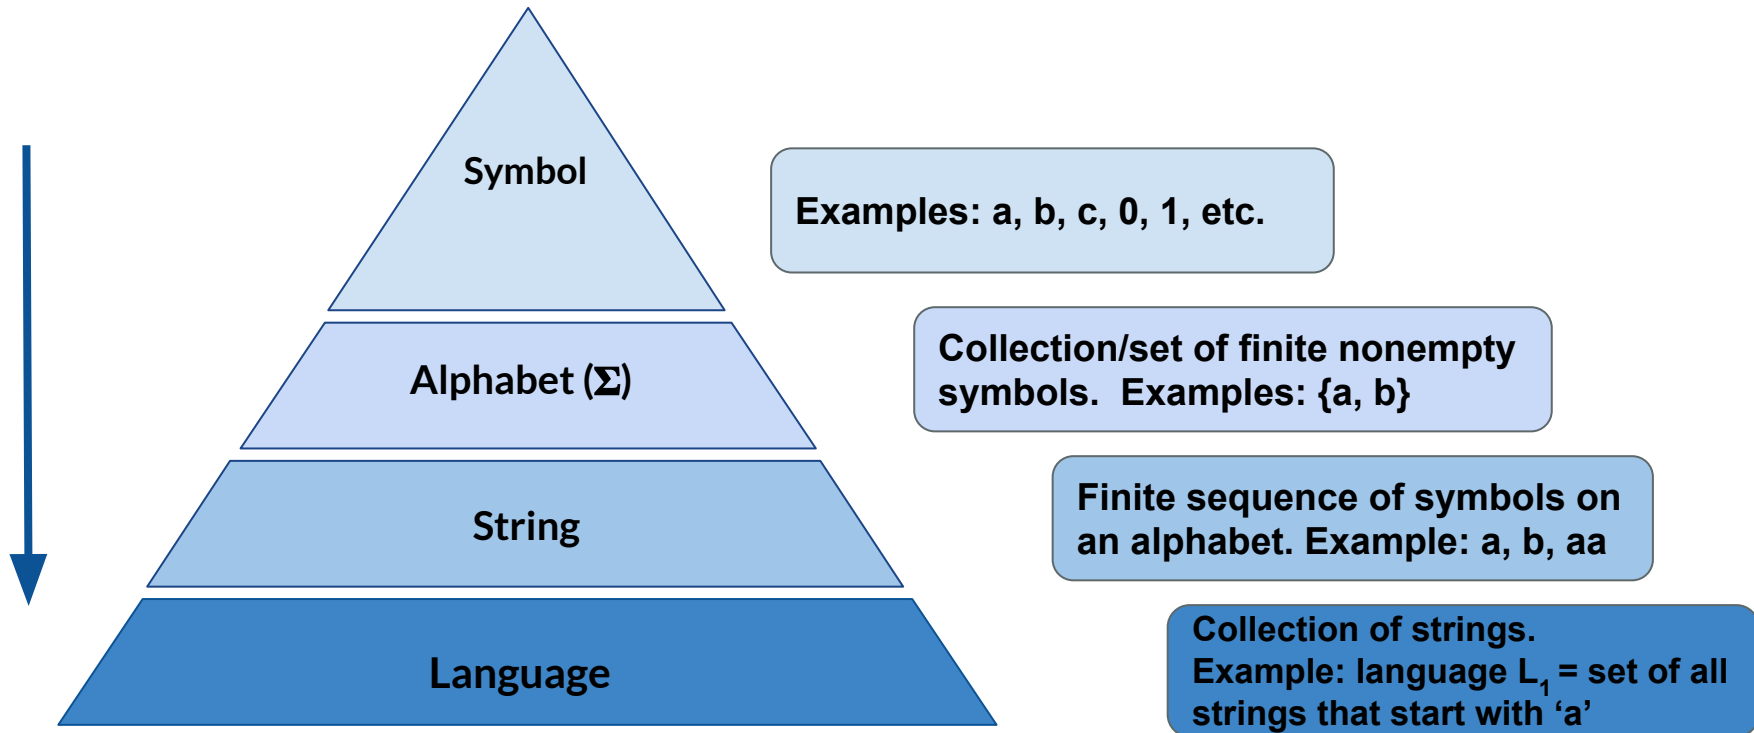 Symbol
Examples: a, b, c, 0, 1, etc.
Alphabet (Σ)
Collection/set of finite nonempty
symbols.  Examples: {a, b}
String
Finite sequence of symbols on
an alphabet. Example: a, b, aa
Language
Collection of strings.
Example: language L₁ = set of all
strings that start with ‘a’